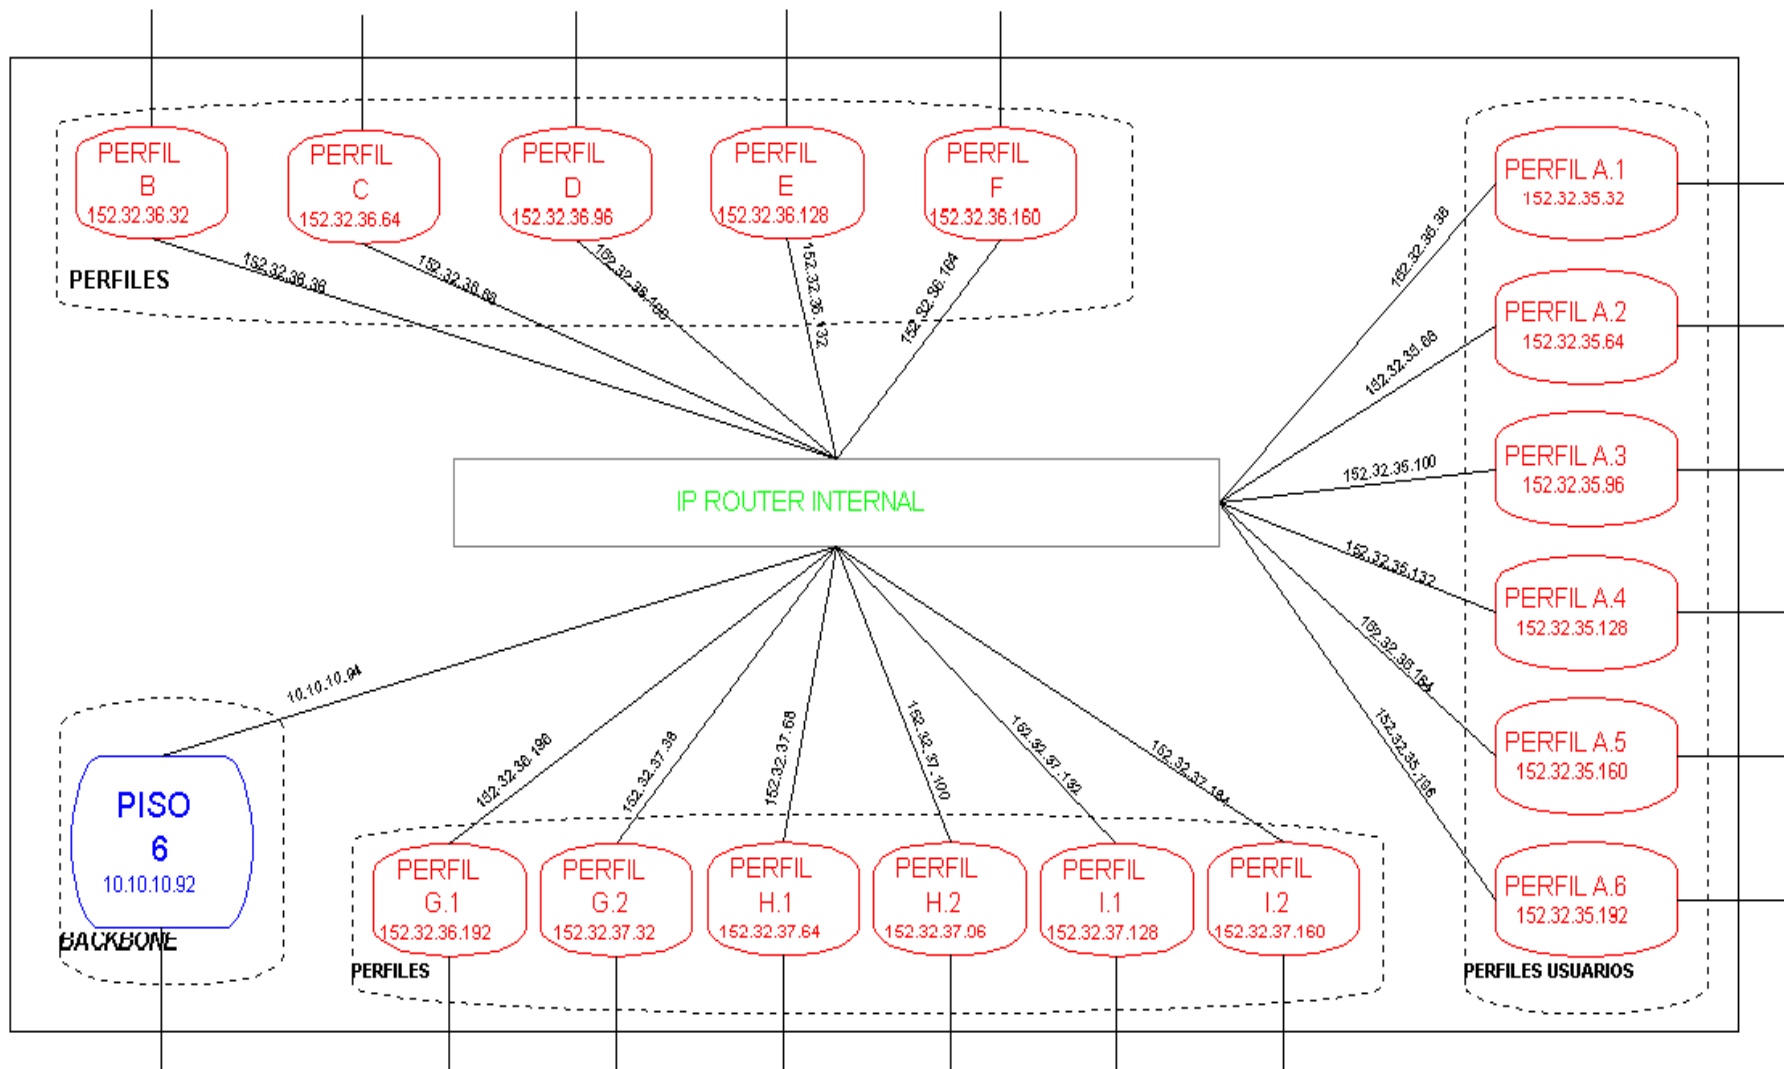 PERFIL
B
152.32.36.32
PERFIL
C
152.32.36.64
PERFIL
D
152.32.36.96
PERFIL
E
152.32.36.128
PERFIL
F
152.32.36.160
PERFILES
152.32.36.36
152.32.36.68
152.32.36.100
152.32.36.132
152.32.36.164
PERFIL A.1
152.32.35.32
PERFIL A.2
152.32.35.64
PERFIL A.3
152.32.35.96
PERFIL A.4
152.32.35.128
PERFIL A.5
152.32.35.160
PERFIL A.6
152.32.35.192
PERFILES USUARIOS
152.32.35.36
152.32.35.68
152.32.35.100
152.32.35.132
152.32.35.164
152.32.35.196
IP ROUTER INTERNAL
10.10.10.94
152.32.36.196
152.32.37.36
152.32.37.68
152.32.37.100
152.32.37.132
152.32.37.164
PISO
6
10.10.10.92
BACKBONE
PERFIL
G.1
152.32.36.192
PERFIL
G.2
152.32.37.32
PERFIL
H.1
152.32.37.64
PERFIL
H.2
152.32.37.96
PERFIL
I.1
152.32.37.128
PERFIL
I.2
152.32.37.160
PERFILES